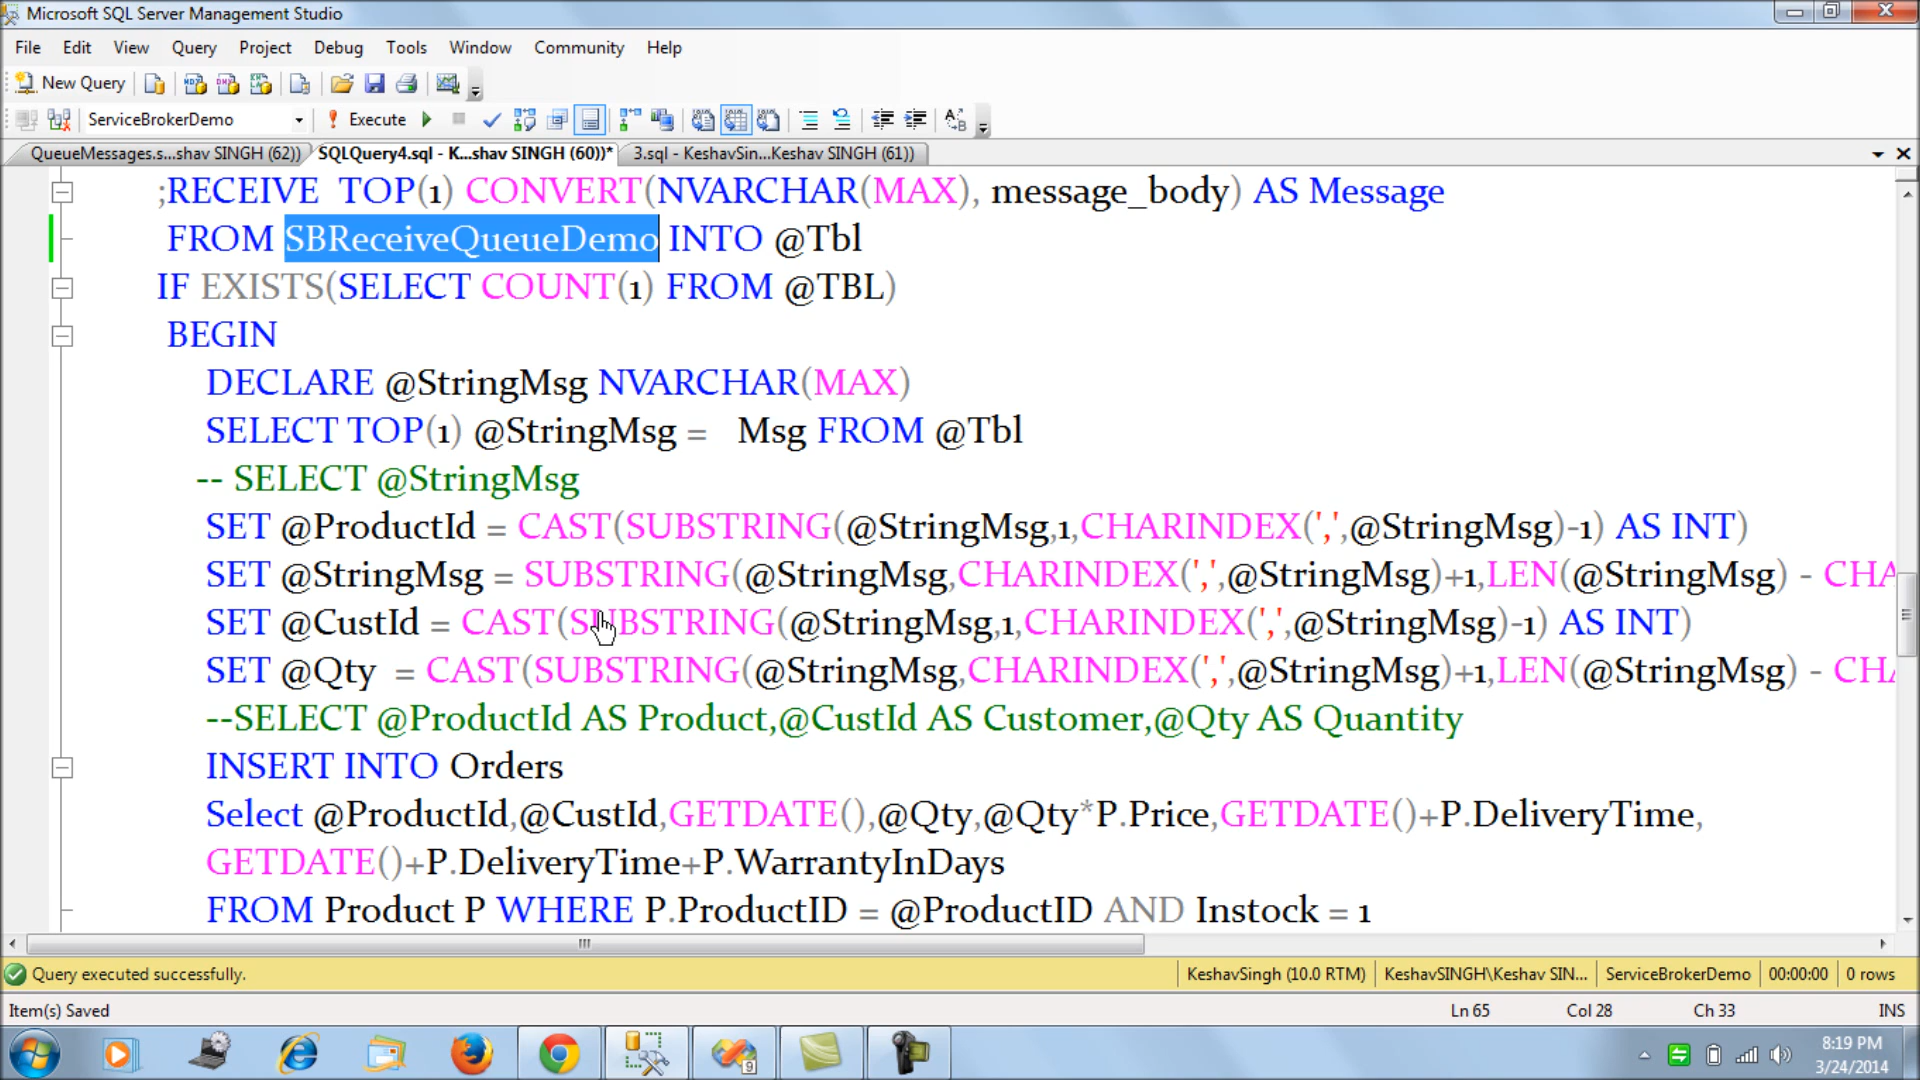 Microsoft SQL Server Management Studio
File Edit View Query Project Debug Tools Window Community Help
New Query
ServiceBrokerDemo Execute
QueueMessages.s...shav SINGH (62)) SQLQuery4.sql - K...shav SINGH (60))* 3.sql - KeshavSin...Keshav SINGH (61))
;RECEIVE TOP(1) CONVERT(NVARCHAR(MAX), message_body) AS Message
FROM SBReceiveQueueDemo INTO @Tbl
IF EXISTS(SELECT COUNT(1) FROM @TBL)
BEGIN
DECLARE @StringMsg NVARCHAR(MAX)
SELECT TOP(1) @StringMsg = Msg FROM @Tbl
-- SELECT @StringMsg
SET @ProductId = CAST(SUBSTRING(@StringMsg,1,CHARINDEX(',',@StringMsg)-1) AS INT)
SET @StringMsg = SUBSTRING(@StringMsg,CHARINDEX(',',@StringMsg)+1,LEN(@StringMsg) - CHA
SET @CustId = CAST(SUBSTRING(@StringMsg,1,CHARINDEX(',',@StringMsg)-1) AS INT)
SET @Qty = CAST(SUBSTRING(@StringMsg,CHARINDEX(',',@StringMsg)+1,LEN(@StringMsg) - CHA
--SELECT @ProductId AS Product,@CustId AS Customer,@Qty AS Quantity
INSERT INTO Orders
Select @ProductId,@CustId,GETDATE(),@Qty,@Qty*P.Price,GETDATE()+P.DeliveryTime,
GETDATE()+P.DeliveryTime+P.WarrantyInDays
FROM Product P WHERE P.ProductID = @ProductID AND Instock = 1
Query executed successfully. KeshavSingh (10.0 RTM) KeshavSINGH\Keshav SIN... ServiceBrokerDemo 00:00:00 0 rows
Item(s) Saved Ln 65 Col 28 Ch 33 INS
9
8:19 PM
3/24/2014